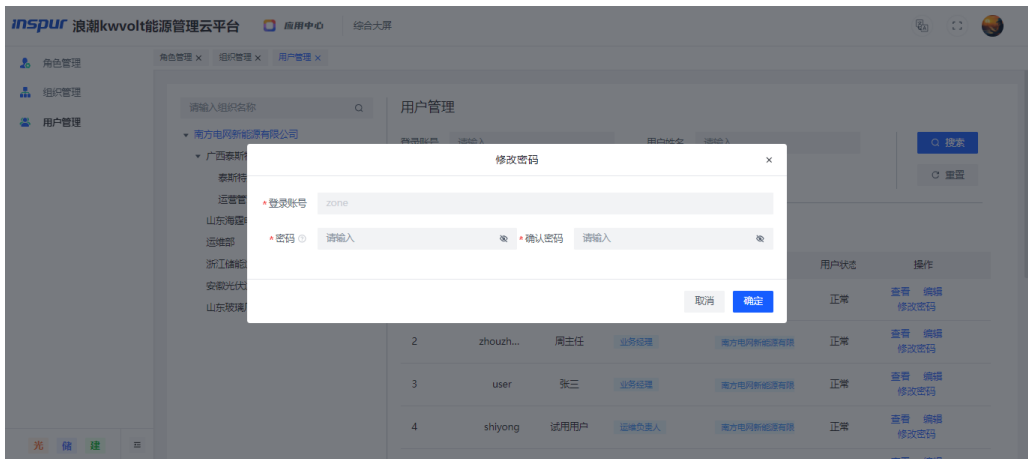 inspur 浪潮kwvolt能源管理云平台 应用中心 综合大屏
角色管理 组织管理 用户管理
角色管理
组织管理
用户管理
请输入组织名称
南方电网新能源有限公司
广西泰斯特
泰斯特
运营管
山东海霆
运维部
浙江储能
安徽光伏
山东玻璃
用户管理
登录账号 请输入 用户姓名 请输入
搜索
重置
修改密码
*登录账号 zone
*密码 请输入 *确认密码 请输入
取消 确定
用户状态 操作
正常 查看 编辑
修改密码
2 zhouzh... 周主任 业务经理 南方电网新能源有限 正常 查看 编辑
修改密码
3 user 张三 业务经理 南方电网新能源有限 正常 查看 编辑
修改密码
4 shiyong 试用用户 运维负责人 南方电网新能源有限 正常 查看 编辑
修改密码
光 储 建